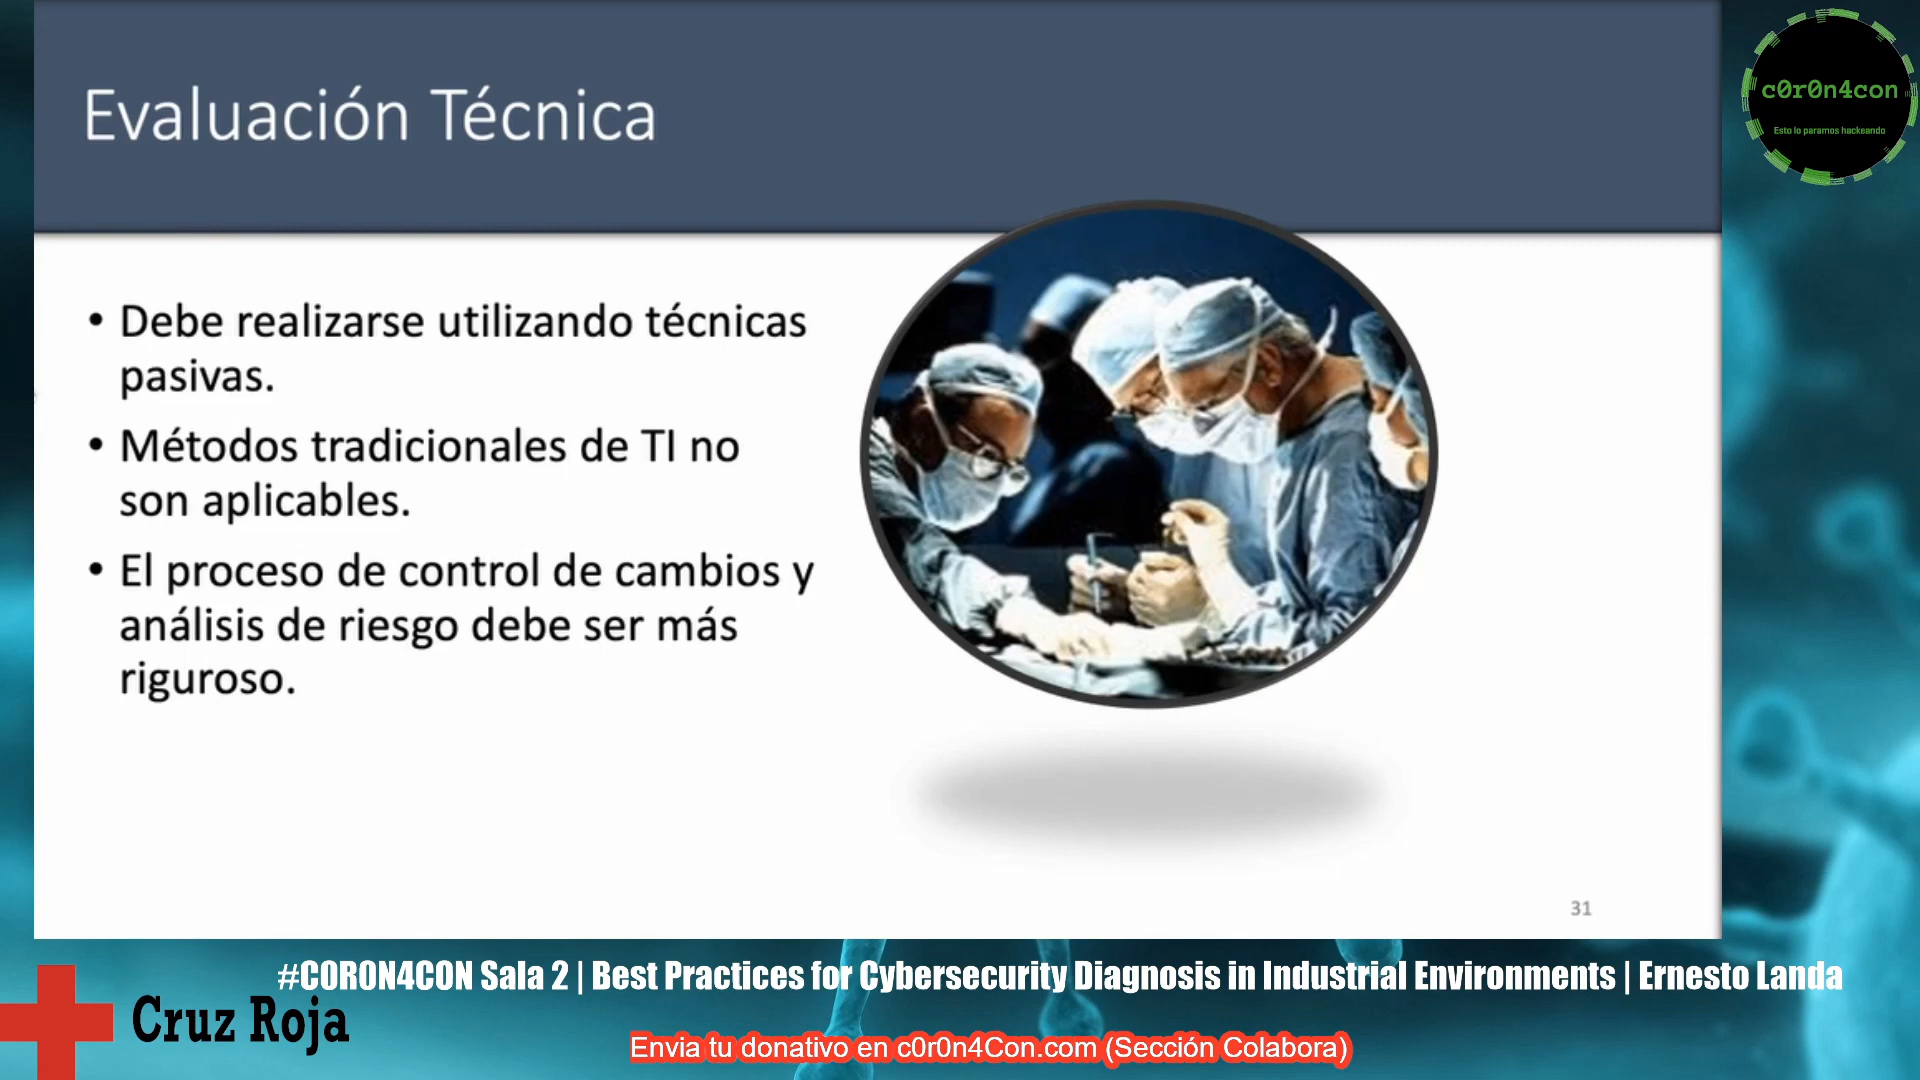 Evaluación Técnica
c0r0n4con
Esto lo paramos hackeando
• Debe realizarse utilizando técnicas
pasivas.
• Métodos tradicionales de TI no
son aplicables.
• El proceso de control de cambios y
análisis de riesgo debe ser más
riguroso.
31
#C0R0N4CON Sala 2 | Best Practices for Cybersecurity Diagnosis in Industrial Environments | Ernesto Landa
Cruz Roja
Envia tu donativo en c0r0n4Con.com (Sección Colabora)